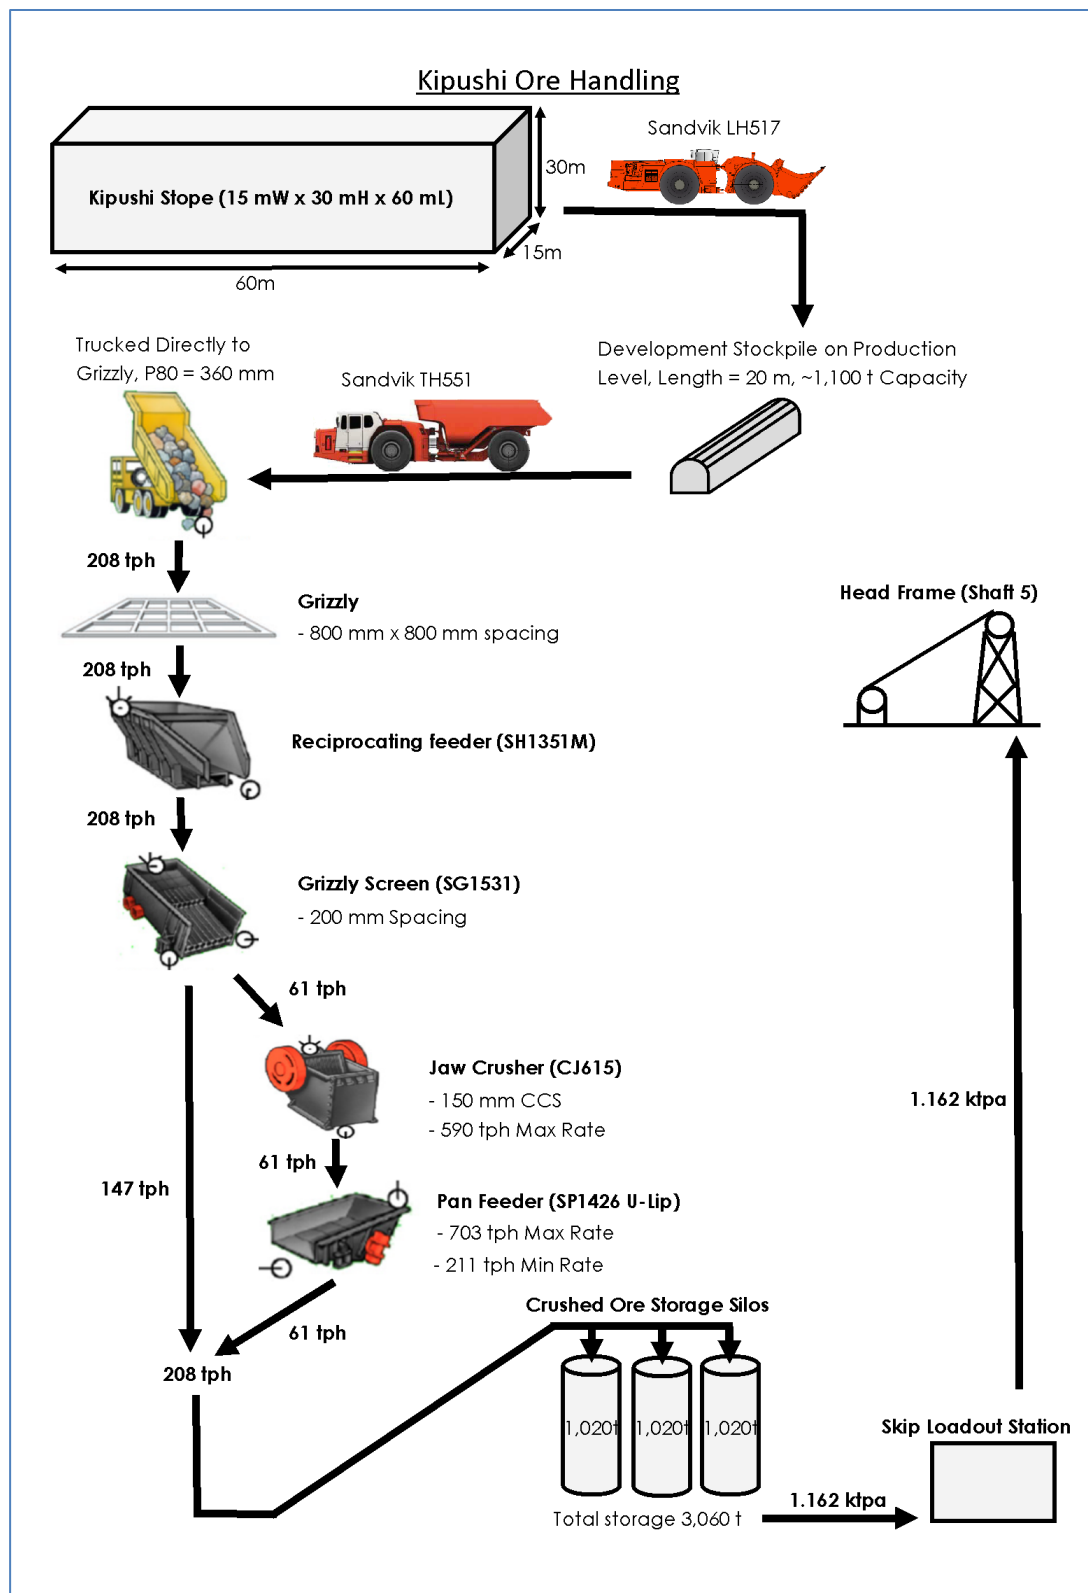 Kipushi Ore Handling
Sandvik LH517
30m
Kipushi Stope (15 mW x 30 mH x 60 mL)
15m
60m
Trucked Directly to
Grizzly, P80 = 360 mm
Sandvik TH551
Development Stockpile on Production
Level, Length = 20 m, ~1,100 t Capacity
208 tph
Grizzly
- 800 mm x 800 mm spacing
Head Frame (Shaft 5)
208 tph
Reciprocating feeder (SH1351M)
208 tph
Grizzly Screen (SG1531)
- 200 mm Spacing
61 tph
Jaw Crusher (CJ615)
- 150 mm CCS
- 590 tph Max Rate
1.162 ktpa
61 tph
147 tph
Pan Feeder (SP1426 U-Lip)
- 703 tph Max Rate
- 211 tph Min Rate
61 tph
208 tph
Crushed Ore Storage Silos
1,020t
1,020t
1,020t
Total storage 3,060 t
1.162 ktpa
Skip Loadout Station